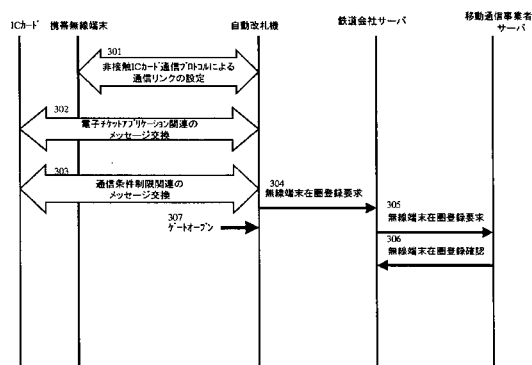 ICカード
携帯無線端末
自動改札機
鉄道会社サーバ
移動通信事業者
サーバ
301
非接触ICカード通信プロトコルによる
通信リンクの設定
302
電子チケットアプリケーション関連の
メッセージ交換
303
通信条件制限関連の
メッセージ交換
304
無線端末在圏登録要求
305
無線端末在圏登録要求
306
無線端末在圏登録確認
307
ゲートオープン